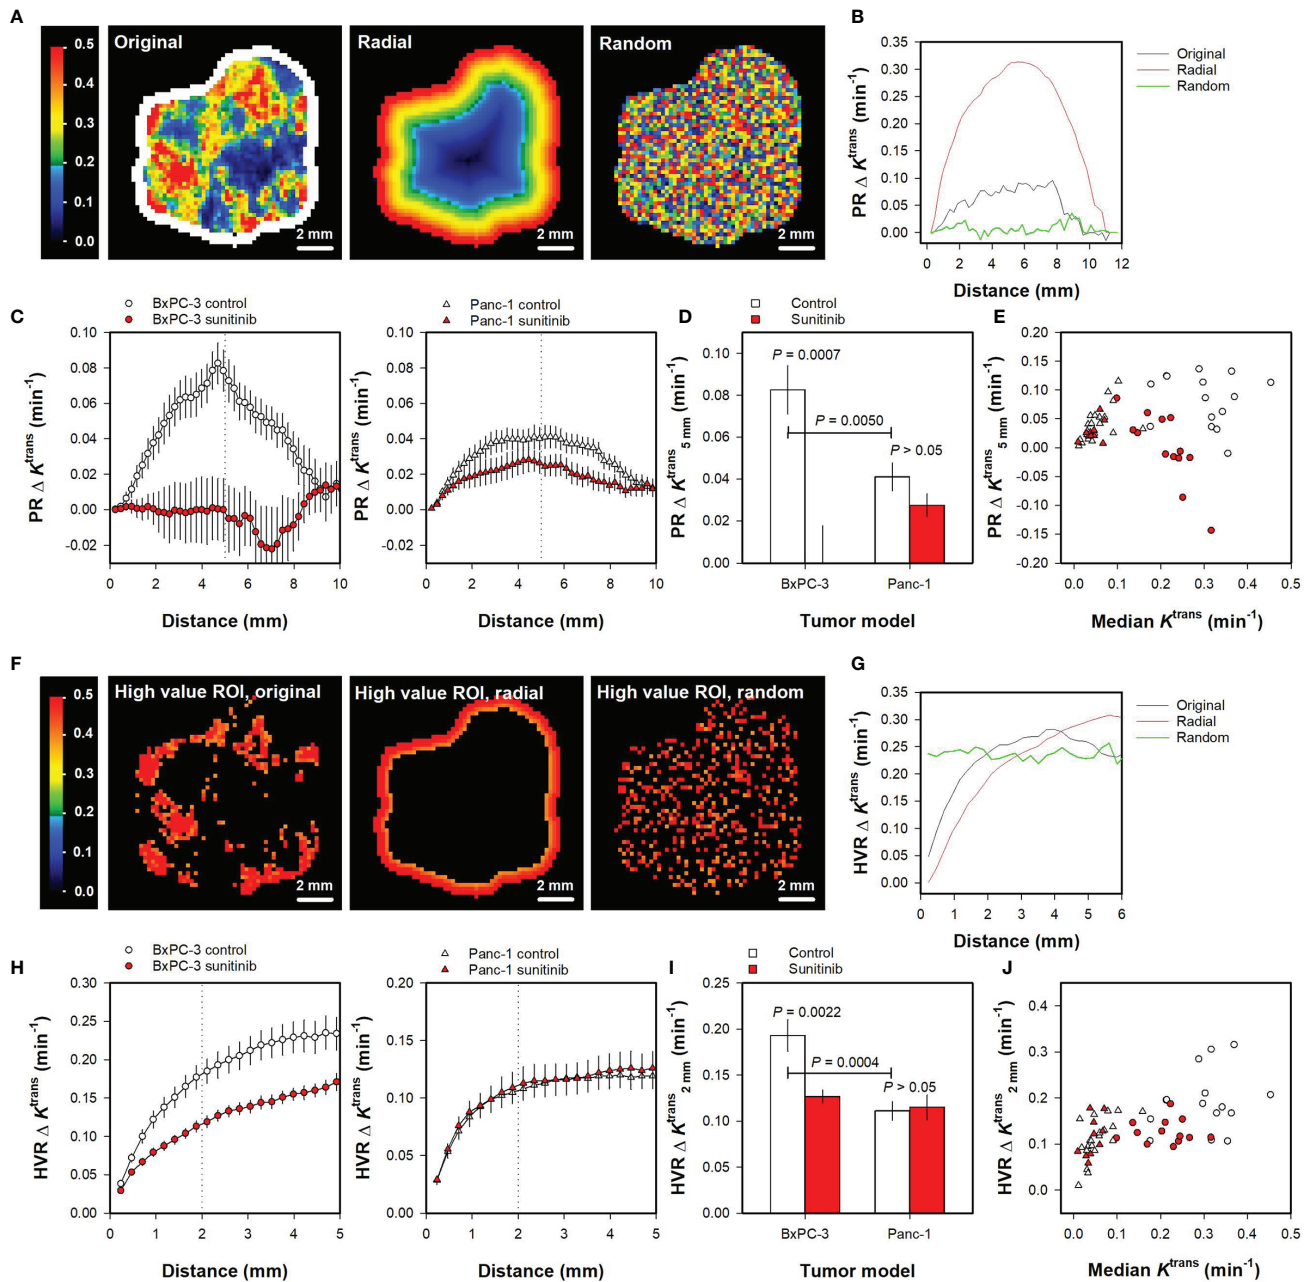 A
0.5
0.4
0.3
0.2
0.1
0.0
Original
2 mm
Radial
2 mm
Random
2 mm
B
PR Δ K^trans (min^-1)
0.35
0.30
0.25
0.20
0.15
0.10
0.05
0.00
0 2 4 6 8 10 12
Distance (mm)
Original
Radial
Random
C
BxPC-3 control
BxPC-3 sunitinib
PR Δ K^trans (min^-1)
0.10
0.08
0.06
0.04
0.02
0.00
-0.02
0 2 4 6 8 10
Distance (mm)
Panc-1 control
Panc-1 sunitinib
PR Δ K^trans (min^-1)
0.10
0.08
0.06
0.04
0.02
0.00
-0.02
0 2 4 6 8 10
Distance (mm)
D
Control
Sunitinib
PR Δ K^trans 5 mm (min^-1)
0.10
0.08
0.06
0.04
0.02
0.00
P = 0.0007
P = 0.0050
P > 0.05
BxPC-3 Panc-1
Tumor model
E
PR Δ K^trans 5 mm (min^-1)
0.20
0.15
0.10
0.05
0.00
-0.05
-0.10
-0.15
-0.20
0.0 0.1 0.2 0.3 0.4 0.5
Median K^trans (min^-1)
F
0.5
0.4
0.3
0.2
0.1
0.0
High value ROI, original
2 mm
High value ROI, radial
2 mm
High value ROI, random
2 mm
G
HVR Δ K^trans (min^-1)
0.35
0.30
0.25
0.20
0.15
0.10
0.05
0.00
0 1 2 3 4 5 6
Distance (mm)
Original
Radial
Random
H
BxPC-3 control
BxPC-3 sunitinib
HVR Δ K^trans (min^-1)
0.30
0.25
0.20
0.15
0.10
0.05
0.00
0 1 2 3 4 5
Distance (mm)
Panc-1 control
Panc-1 sunitinib
HVR Δ K^trans (min^-1)
0.20
0.15
0.10
0.05
0.00
0 1 2 3 4 5
Distance (mm)
I
Control
Sunitinib
HVR Δ K^trans 2 mm (min^-1)
0.25
0.20
0.15
0.10
0.05
0.00
P = 0.0022
P = 0.0004
P > 0.05
BxPC-3 Panc-1
Tumor model
J
HVR Δ K^trans 2 mm (min^-1)
0.4
0.3
0.2
0.1
0.0
0.0 0.1 0.2 0.3 0.4 0.5
Median K^trans (min^-1)